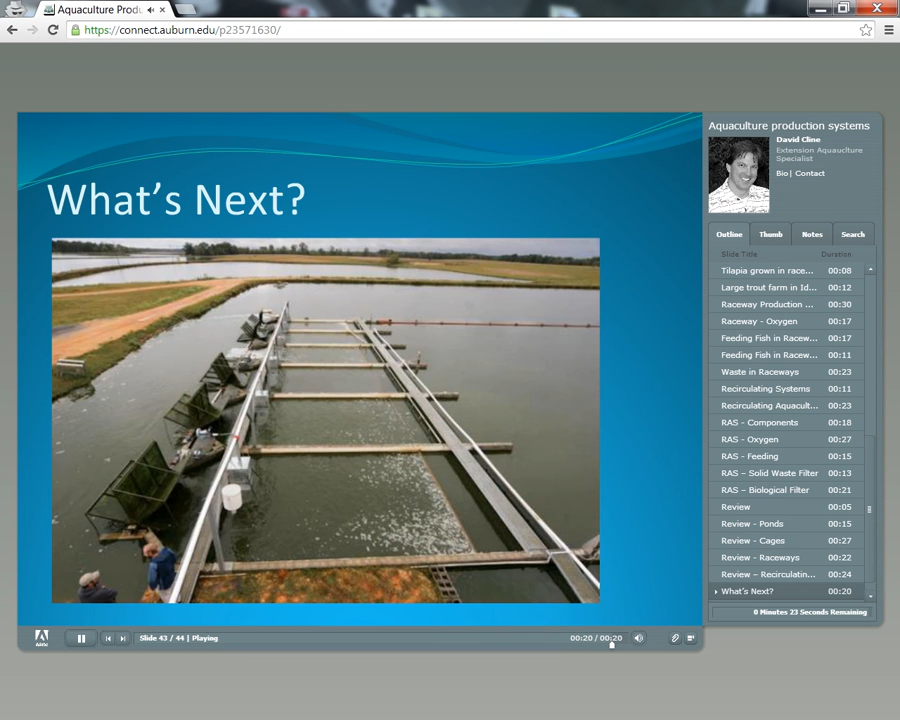 Aquaculture Produ
https://connect.auburn.edu/p23571630/
Aquaculture production systems
David Cline
Extension Aquauclture
Specialist
Bio | Contact
What's Next?
Outline Thumb Notes Search
Slide Title Duration
Tilapia grown in race... 00:08
Large trout farm in Id... 00:12
Raceway Production ... 00:30
Raceway - Oxygen 00:17
Feeding Fish in Racew... 00:17
Feeding Fish in Racew... 00:11
Waste in Raceways 00:23
Recirculating Systems 00:11
Recirculating Aquacult... 00:23
RAS - Components 00:18
RAS - Oxygen 00:27
RAS - Feeding 00:15
RAS – Solid Waste Filter 00:13
RAS – Biological Filter 00:21
Review 00:05
Review - Ponds 00:15
Review - Cages 00:27
Review - Raceways 00:22
Review – Recirculatin... 00:24
What's Next? 00:20
0 Minutes 23 Seconds Remaining
Adobe
Slide 43 / 44 | Playing
00:20 / 00:20